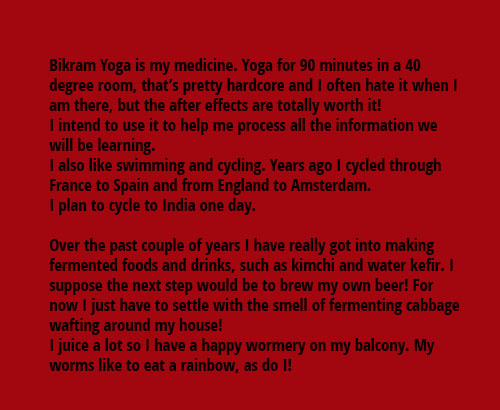 Bikram Yoga is my medicine. Yoga for 90 minutes in a 40
degree room, that's pretty hardcore and I often hate it when I
am there, but the after effects are totally worth it!
I intend to use it to help me process all the information we
will be learning.
I also like swimming and cycling. Years ago I cycled through
France to Spain and from England to Amsterdam.
I plan to cycle to India one day.
Over the past couple of years I have really got into making
fermented foods and drinks, such as kimchi and water kefir. I
suppose the next step would be to brew my own beer! For
now I just have to settle with the smell of fermenting cabbage
wafting around my house!
I juice a lot so I have a happy wormery on my balcony. My
worms like to eat a rainbow, as do I!